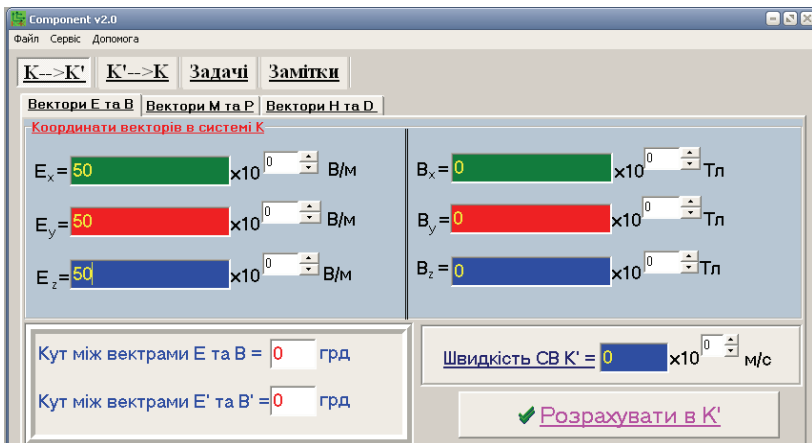 Component v2.0
Файл Сервіс Допомога
K-->K' K'-->K Задачі Замітки
Вектори E та B Вектори M та P Вектори H та D
Координати векторів в системі K
Ex= 50 ×10 0 В/м Bx= 0 ×10 0 Тл
Ey= 50 ×10 0 В/м By= 0 ×10 0 Тл
Ez= 50 ×10 0 В/м Bz= 0 ×10 0 Тл
Кут між вектрами E та B = 0 грд
Швидкість СВ K' = 0 ×10 0 м/с
Кут між вектрами E' та B' = 0 грд
Розрахувати в K'